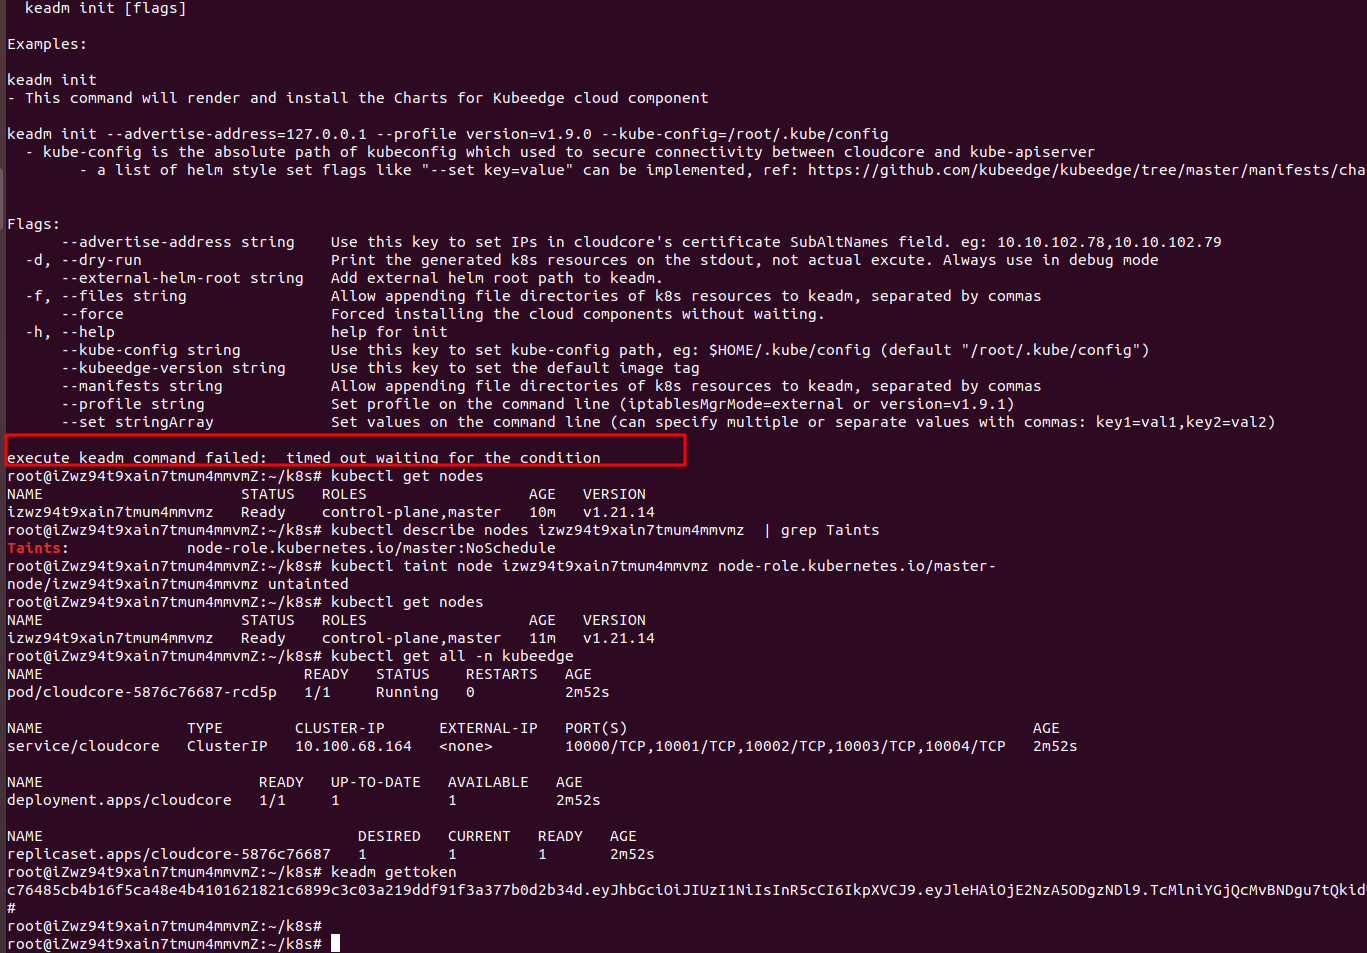 keadm init [flags]
Examples:
keadm init
- This command will render and install the Charts for Kubeedge cloud component
keadm init --advertise-address=127.0.0.1 --profile version=v1.9.0 --kube-config=/root/.kube/config
- kube-config is the absolute path of kubeconfig which used to secure connectivity between cloudcore and kube-apiserver
- a list of helm style set flags like "--set key=value" can be implemented, ref: https://github.com/kubeedge/kubeedge/tree/master/manifests/cha
Flags:
--advertise-address string Use this key to set IPs in cloudcore's certificate SubAltNames field. eg: 10.10.102.78,10.10.102.79
-d, --dry-run Print the generated k8s resources on the stdout, not actual excute. Always use in debug mode
--external-helm-root string Add external helm root path to keadm.
-f, --files string Allow appending file directories of k8s resources to keadm, separated by commas
--force Forced installing the cloud components without waiting.
-h, --help help for init
--kube-config string Use this key to set kube-config path, eg: $HOME/.kube/config (default "/root/.kube/config")
--kubeedge-version string Use this key to set the default image tag
--manifests string Allow appending file directories of k8s resources to keadm, separated by commas
--profile string Set profile on the command line (iptablesMgrMode=external or version=v1.9.1)
--set stringArray Set values on the command line (can specify multiple or separate values with commas: key1=val1,key2=val2)
execute keadm command failed: timed out waiting for the condition
root@iZwz94t9xain7tmum4mmvmZ:~/k8s# kubectl get nodes
NAME STATUS ROLES AGE VERSION
izwz94t9xain7tmum4mmvmz Ready control-plane,master 10m v1.21.14
root@iZwz94t9xain7tmum4mmvmZ:~/k8s# kubectl describe nodes izwz94t9xain7tmum4mmvmz | grep Taints
Taints: node-role.kubernetes.io/master:NoSchedule
root@iZwz94t9xain7tmum4mmvmZ:~/k8s# kubectl taint node izwz94t9xain7tmum4mmvmz node-role.kubernetes.io/master-
node/izwz94t9xain7tmum4mmvmz untainted
root@iZwz94t9xain7tmum4mmvmZ:~/k8s# kubectl get nodes
NAME STATUS ROLES AGE VERSION
izwz94t9xain7tmum4mmvmz Ready control-plane,master 11m v1.21.14
root@iZwz94t9xain7tmum4mmvmZ:~/k8s# kubectl get all -n kubeedge
NAME READY STATUS RESTARTS AGE
pod/cloudcore-5876c76687-rcd5p 1/1 Running 0 2m52s
NAME TYPE CLUSTER-IP EXTERNAL-IP PORT(S) AGE
service/cloudcore ClusterIP 10.100.68.164 <none> 10000/TCP,10001/TCP,10002/TCP,10003/TCP,10004/TCP 2m52s
NAME READY UP-TO-DATE AVAILABLE AGE
deployment.apps/cloudcore 1/1 1 1 2m52s
NAME DESIRED CURRENT READY AGE
replicaset.apps/cloudcore-5876c76687 1 1 1 2m52s
root@iZwz94t9xain7tmum4mmvmZ:~/k8s# keadm gettoken
c76485cb4b16f5ca48e4b4101621821c6899c3c03a219ddf91f3a377b0d2b34d.eyJhbGciOiJIUzI1NiIsInR5cCI6IkpXVCJ9.eyJleHAiOjE2NzA5ODgzNDl9.TcMlniYGjQcMvBNDgu7tQkid
#
root@iZwz94t9xain7tmum4mmvmZ:~/k8s#
root@iZwz94t9xain7tmum4mmvmZ:~/k8s#